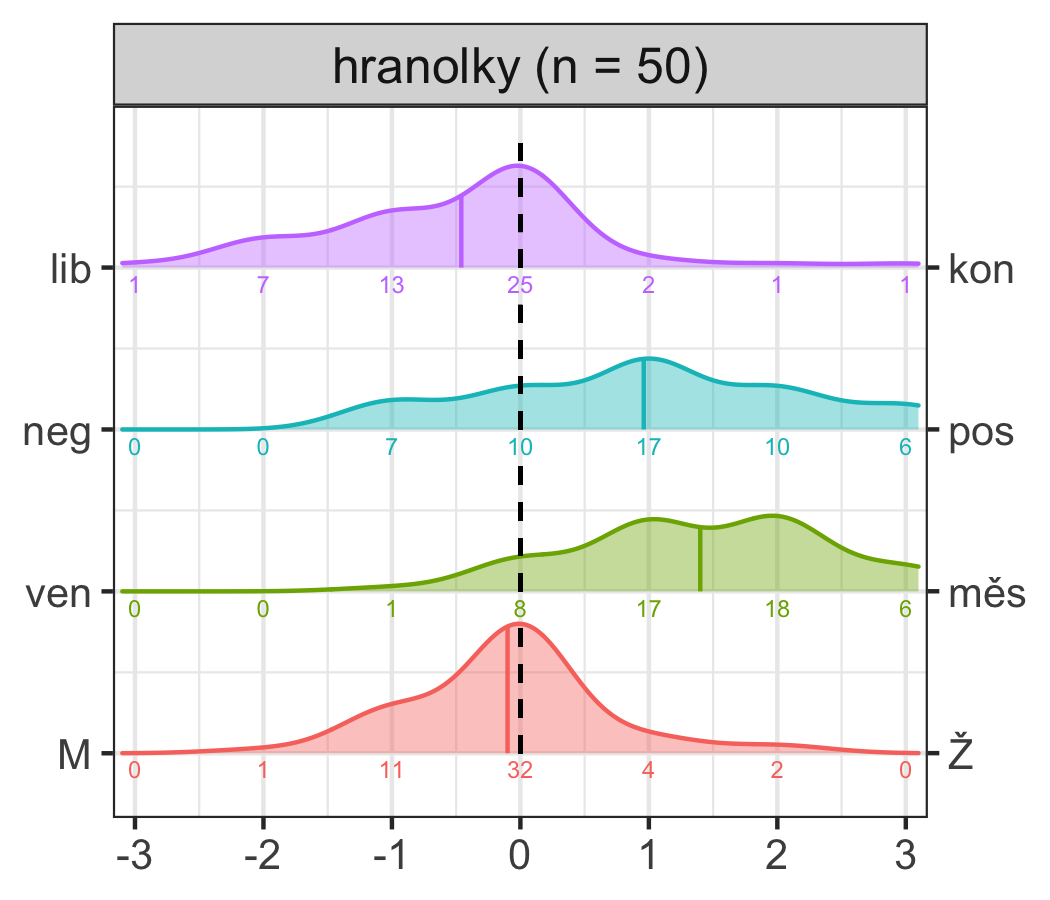 hranolky (n = 50)
lib kon
1 7 13 25 2 1 1
neg pos
0 0 7 10 17 10 6
ven měs
0 0 1 8 17 18 6
M Ž
0 1 11 32 4 2 0
-3 -2 -1 0 1 2 3